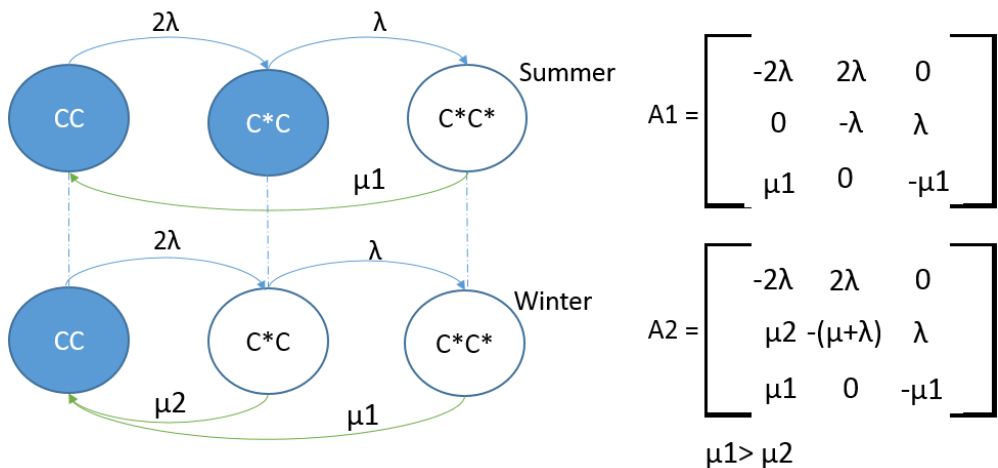 2λ λ
Summer
CC C*C C*C*
μ1
2λ λ
Winter
CC C*C C*C*
μ2 μ1
A1 =
-2λ 2λ 0
0 -λ λ
μ1 0 -μ1
A2 =
-2λ 2λ 0
μ2 -(μ+λ) λ
μ1 0 -μ1
μ1> μ2